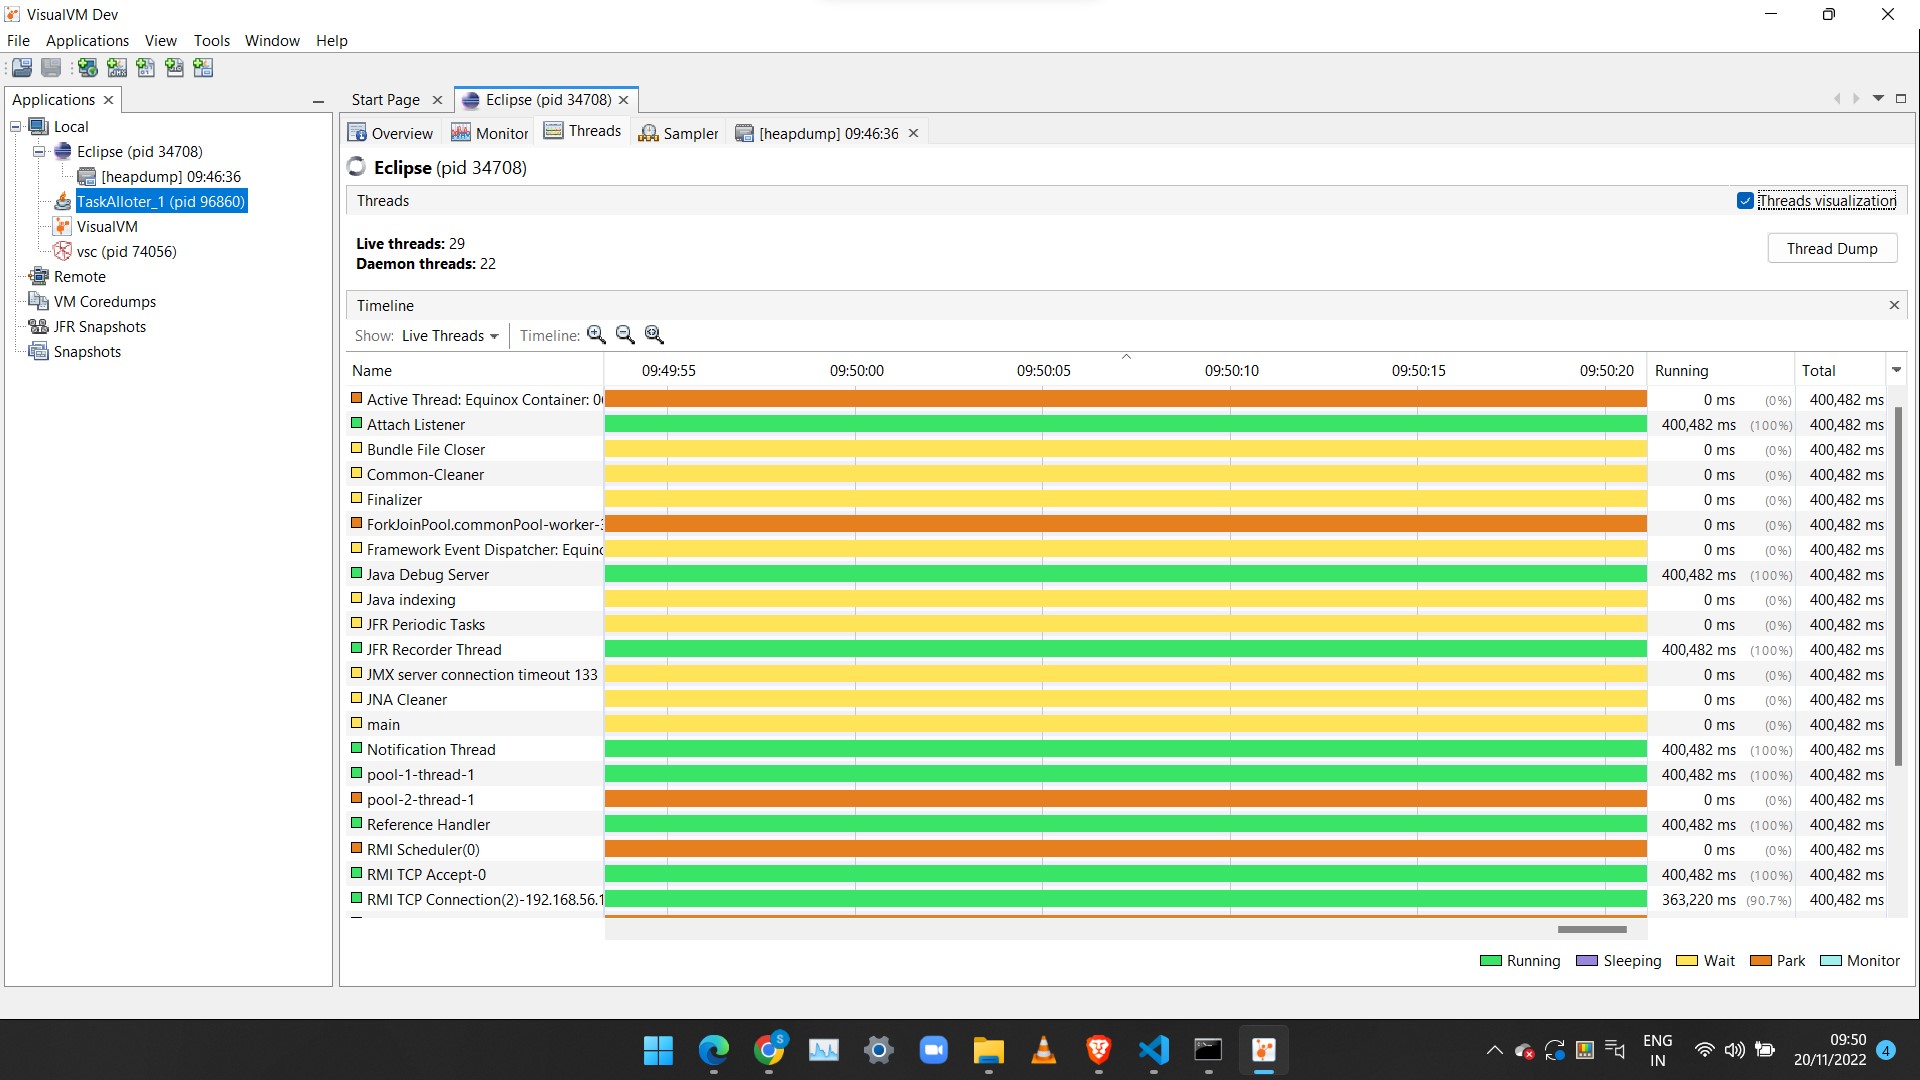 VisualVM Dev
File Applications View Tools Window Help
Applications
Start Page
Eclipse (pid 34708)
Local
Eclipse (pid 34708)
[heapdump] 09:46:36
TaskAlloter_1 (pid 96860)
VisualVM
vsc (pid 74056)
Remote
VM Coredumps
JFR Snapshots
Snapshots
Overview Monitor Threads Sampler [heapdump] 09:46:36
Eclipse (pid 34708)
Threads
Threads visualization
Live threads: 29
Daemon threads: 22
Thread Dump
Timeline
Show: Live Threads Timeline:
Name 09:49:55 09:50:00 09:50:05 09:50:10 09:50:15 09:50:20 Running Total
Active Thread: Equinox Container: 0 ms (0%) 400,482 ms
Attach Listener 400,482 ms (100%) 400,482 ms
Bundle File Closer 0 ms (0%) 400,482 ms
Common-Cleaner 0 ms (0%) 400,482 ms
Finalizer 0 ms (0%) 400,482 ms
ForkJoinPool.commonPool-worker- 0 ms (0%) 400,482 ms
Framework Event Dispatcher: Equin 0 ms (0%) 400,482 ms
Java Debug Server 400,482 ms (100%) 400,482 ms
Java indexing 0 ms (0%) 400,482 ms
JFR Periodic Tasks 0 ms (0%) 400,482 ms
JFR Recorder Thread 400,482 ms (100%) 400,482 ms
JMX server connection timeout 133 0 ms (0%) 400,482 ms
JNA Cleaner 0 ms (0%) 400,482 ms
main 0 ms (0%) 400,482 ms
Notification Thread 400,482 ms (100%) 400,482 ms
pool-1-thread-1 400,482 ms (100%) 400,482 ms
pool-2-thread-1 0 ms (0%) 400,482 ms
Reference Handler 400,482 ms (100%) 400,482 ms
RMI Scheduler(0) 0 ms (0%) 400,482 ms
RMI TCP Accept-0 400,482 ms (100%) 400,482 ms
RMI TCP Connection(2)-192.168.56.1 363,220 ms (90.7%) 400,482 ms
Running Sleeping Wait Park Monitor
S
ENG
IN
09:50
20/11/2022
4